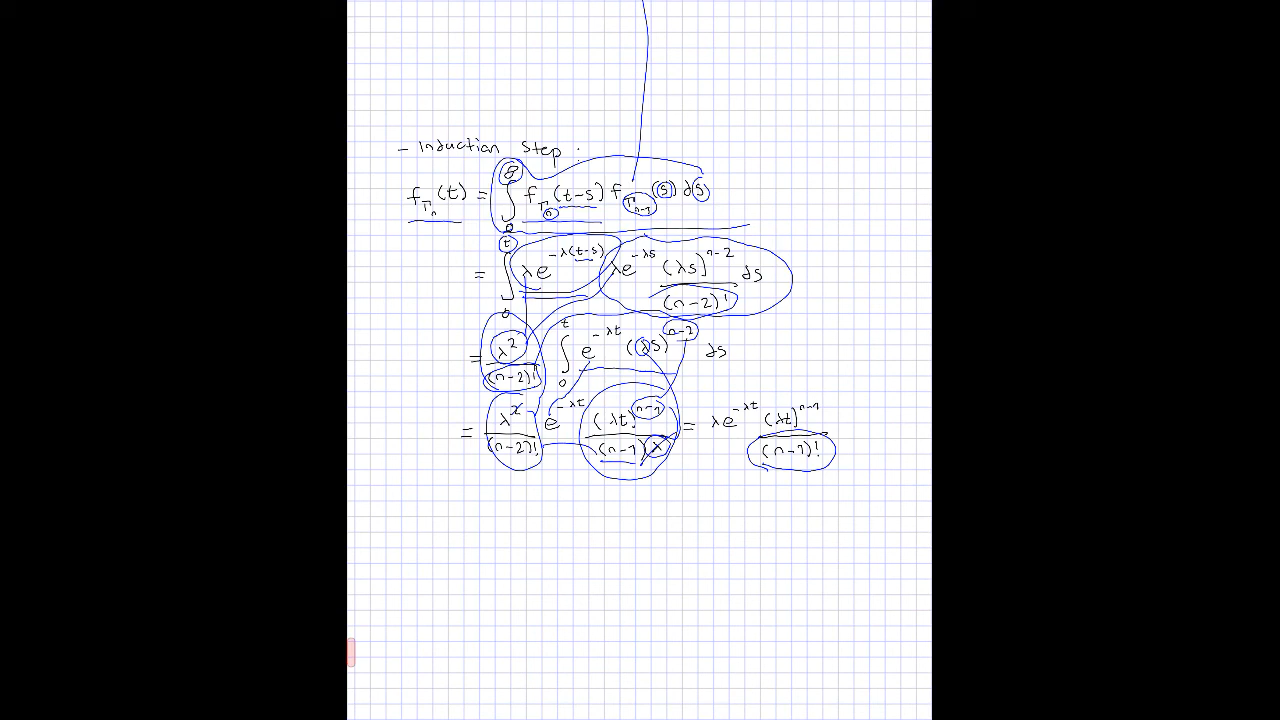 - Induction Step.
f_{T_n}(t) = ∫_0^∞ f_{T_n}(t-s) f_{T_{n-1}}(s) ds
= ∫_0^t λe^{-λ(t-s)} λe^{-λs} (λs)^{n-2} / (n-2)! ds
= λ^2 / (n-2)! ∫_0^t e^{-λt} (λs)^{n-2} ds
= λ^2 / (n-2)! e^{-λt} (λt)^{n-1} / (n-1)λ = λe^{-λt} (λt)^{n-1} / (n-1)!